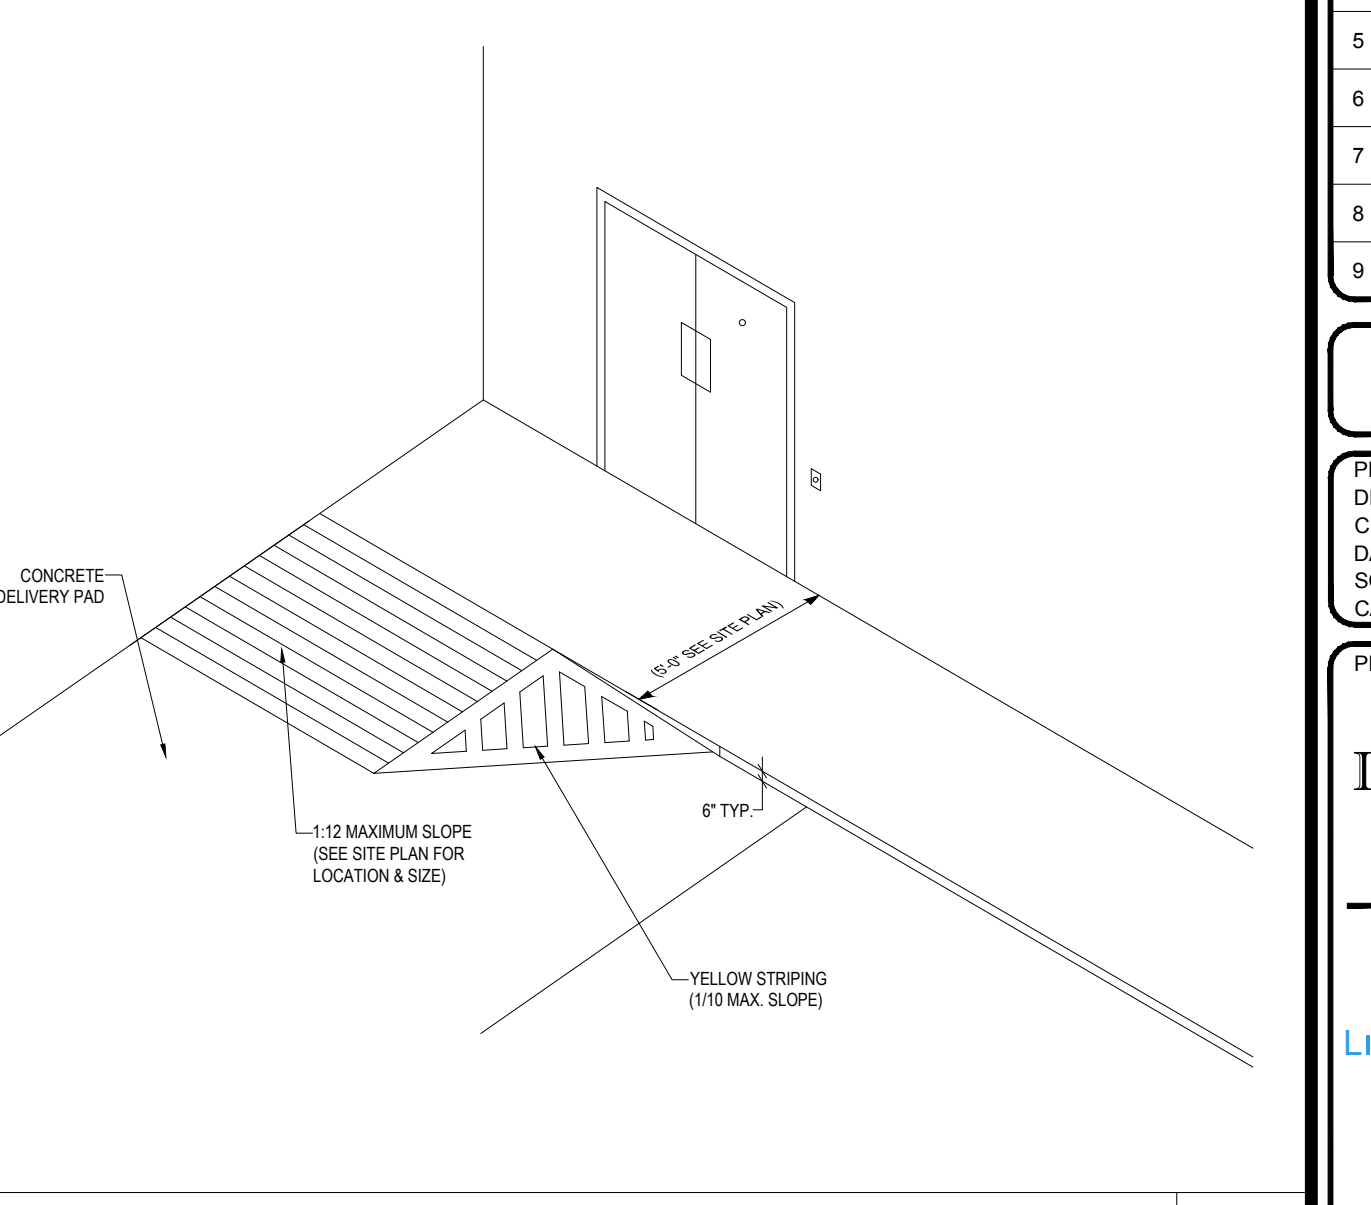 5
6
7
8
9
(5'-0" SEE SITE PLAN)
CONCRETE
DELIVERY PAD
6" TYP.
1:12 MAXIMUM SLOPE
(SEE SITE PLAN FOR
LOCATION & SIZE)
YELLOW STRIPING
(1/10 MAX. SLOPE)